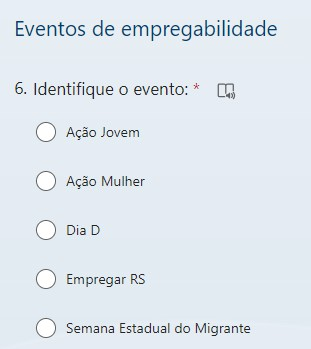 Eventos de empregabilidade
6. Identifique o evento: *
Ação Jovem
Ação Mulher
Dia D
Empregar RS
Semana Estadual do Migrante